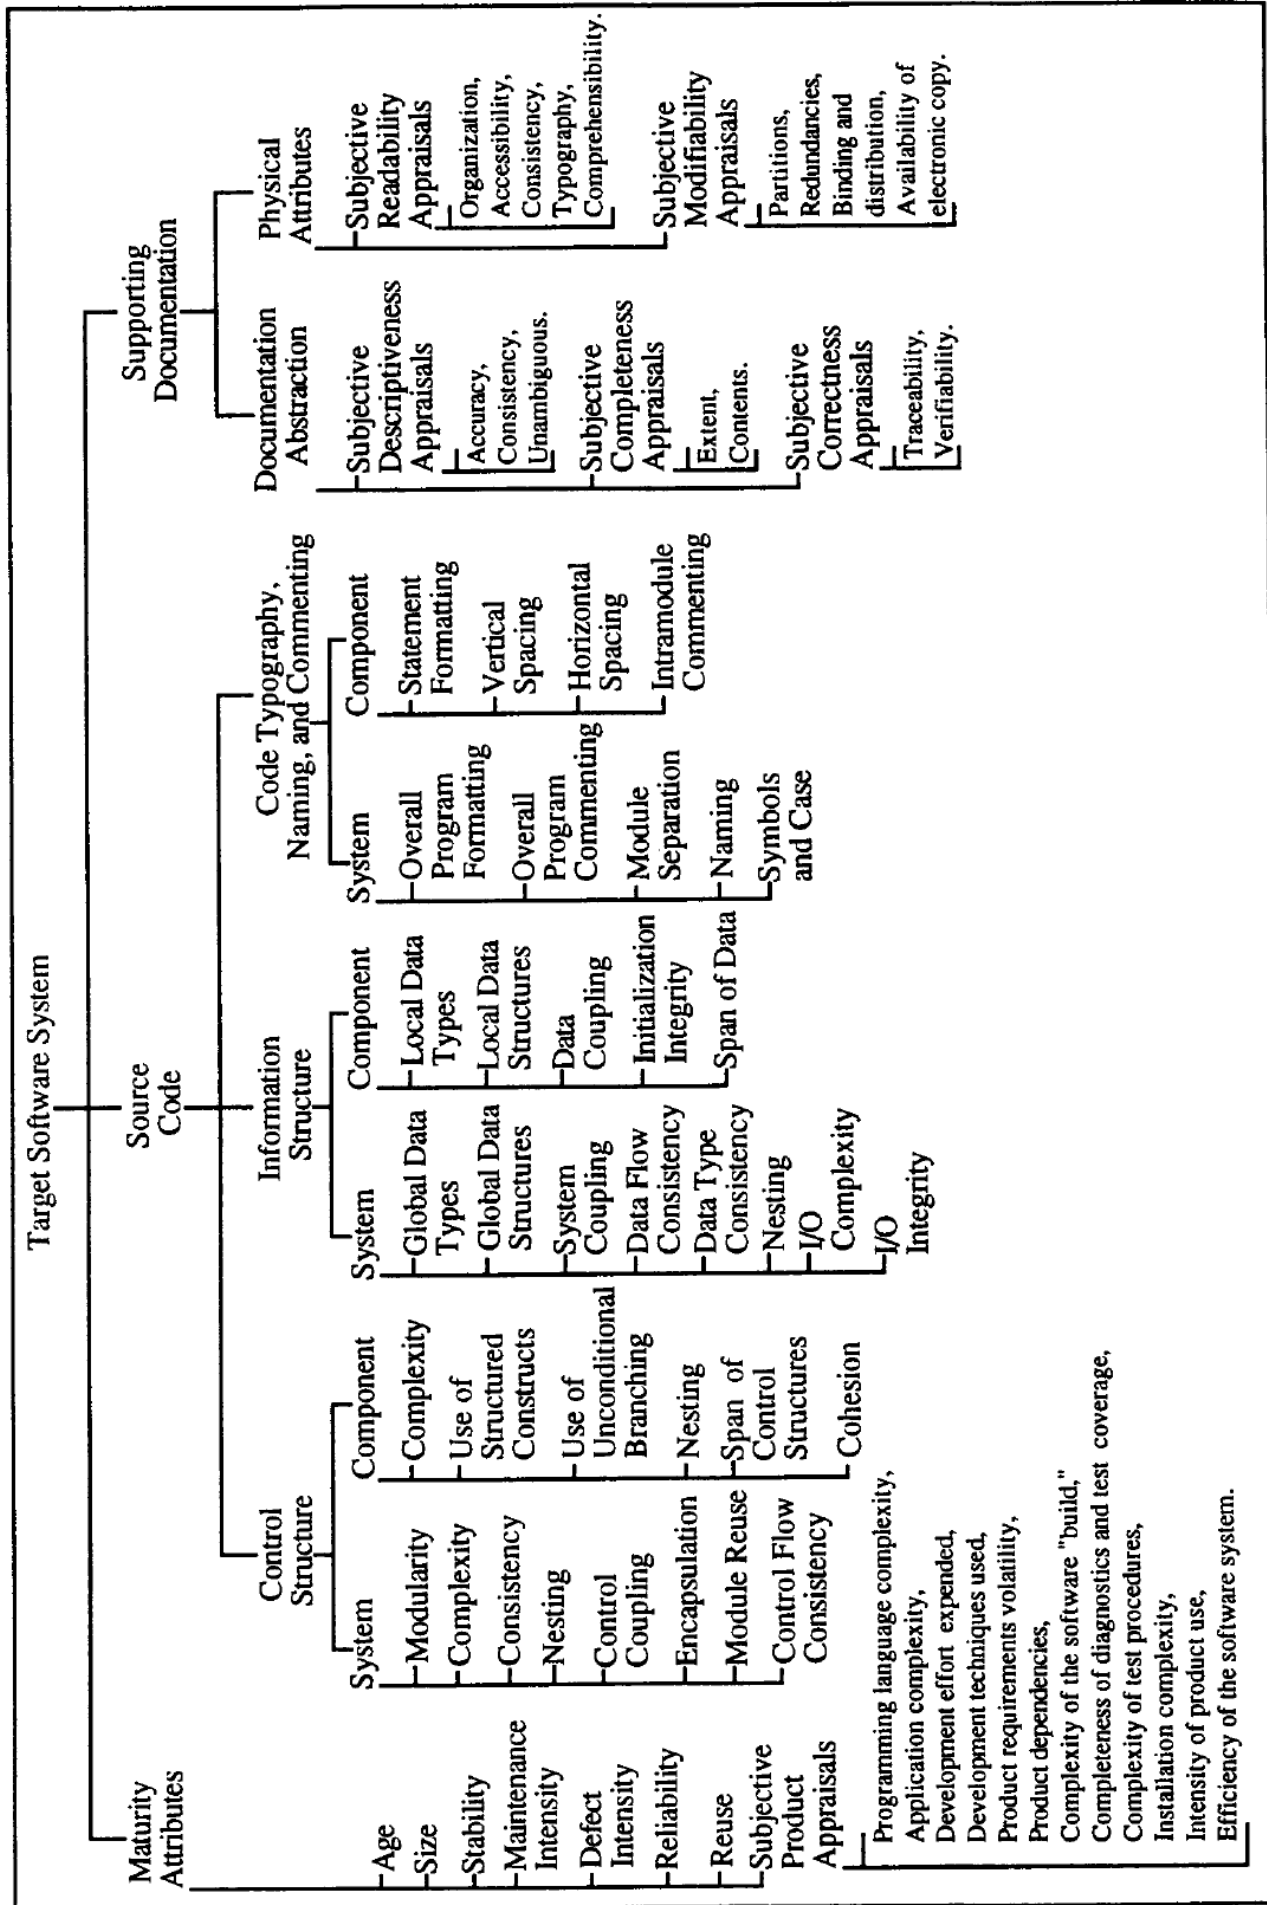 Target Software System
Maturity
Attributes
Age
Size
Stability
Maintenance
Intensity
Defect
Intensity
Reliability
Reuse
Subjective
Product
Appraisals
Programming language complexity,
Application complexity,
Development effort expended,
Development techniques used,
Product requirements volatility,
Product dependencies,
Complexity of the software "build,"
Completeness of diagnostics and test coverage,
Complexity of test procedures,
Installation complexity,
Intensity of product use,
Efficiency of the software system.
Source
Code
Control
Structure
System
Modularity
Complexity
Consistency
Nesting
Control
Coupling
Encapsulation
Module Reuse
Control Flow
Consistency
Component
Complexity
Use of
Structured
Constructs
Use of
Unconditional
Branching
Nesting
Span of
Control
Structures
Cohesion
Information
Structure
System
Global Data
Types
Global Data
Structures
System
Coupling
Data Flow
Consistency
Data Type
Consistency
Nesting
I/O
Complexity
I/O
Integrity
Component
Local Data
Types
Local Data
Structures
Data
Coupling
Initialization
Integrity
Span of Data
Code Typography,
Naming, and Commenting
System
Overall
Program
Formatting
Overall
Program
Commenting
Module
Separation
Naming
Symbols
and Case
Component
Statement
Formatting
Vertical
Spacing
Horizontal
Spacing
Intramodule
Commenting
Supporting
Documentation
Documentation
Abstraction
Subjective
Descriptiveness
Appraisals
Accuracy,
Consistency,
Unambiguous.
Subjective
Completeness
Appraisals
Extent,
Contents.
Subjective
Correctness
Appraisals
Traceability,
Verifiability.
Physical
Attributes
Subjective
Readability
Appraisals
Organization,
Accessibility,
Consistency,
Typography,
Comprehensibility.
Subjective
Modifiability
Appraisals
Partitions,
Redundancies,
Binding and
distribution,
Availability of
electronic copy.